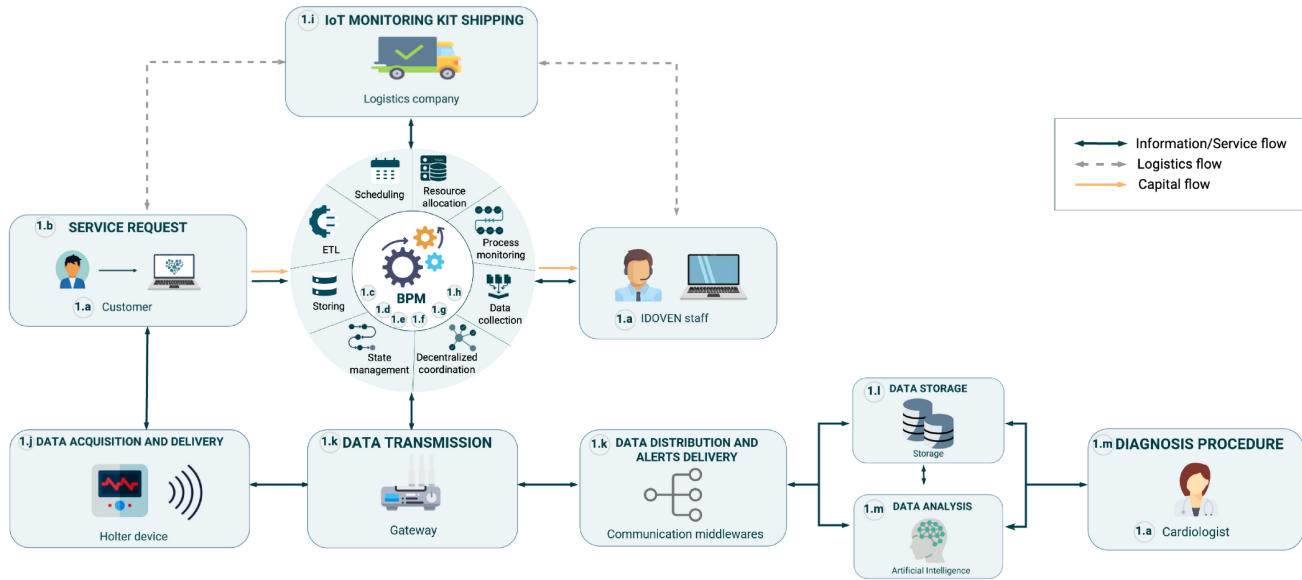 1.i IoT MONITORING KIT SHIPPING
Logistics company
Information/Service flow
Logistics flow
Capital flow
1.b SERVICE REQUEST
1.a Customer
Scheduling
Resource
allocation
ETL
Process
monitoring
Storing
Data
collection
State
management
Decentralized
coordination
BPM
1.c
1.d
1.e
1.f
1.g
1.h
1.a IDOVEN staff
1.j DATA ACQUISITION AND DELIVERY
Holter device
1.k DATA TRANSMISSION
Gateway
1.k DATA DISTRIBUTION AND
ALERTS DELIVERY
Communication middlewares
1.l DATA STORAGE
Storage
1.m DATA ANALYSIS
Artificial Intelligence
1.m DIAGNOSIS PROCEDURE
1.a Cardiologist